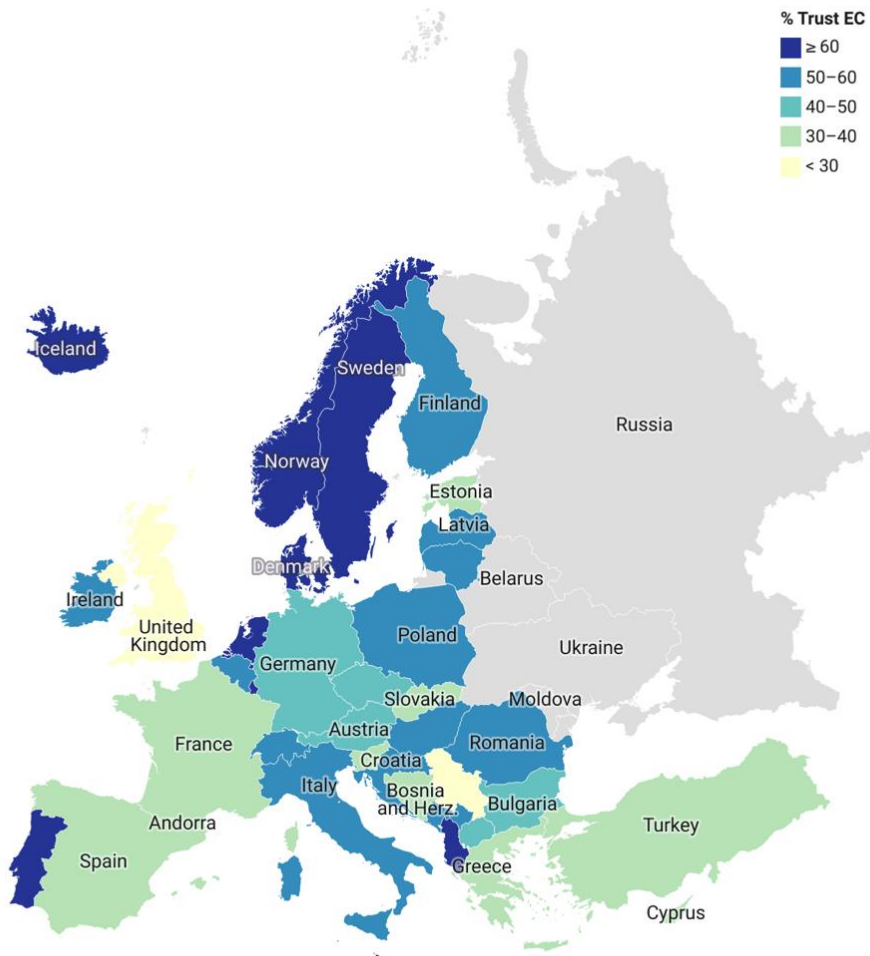 % Trust EC
≥ 60
50–60
40–50
30–40
< 30
Iceland
Sweden
Finland
Norway
Russia
Estonia
Latvia
Denmark
Belarus
Ireland
United
Kingdom
Poland
Ukraine
Germany
Slovakia
Moldova
Austria
France
Romania
Croatia
Italy
Bosnia
and Herz.
Bulgaria
Andorra
Turkey
Spain
Greece
Cyprus